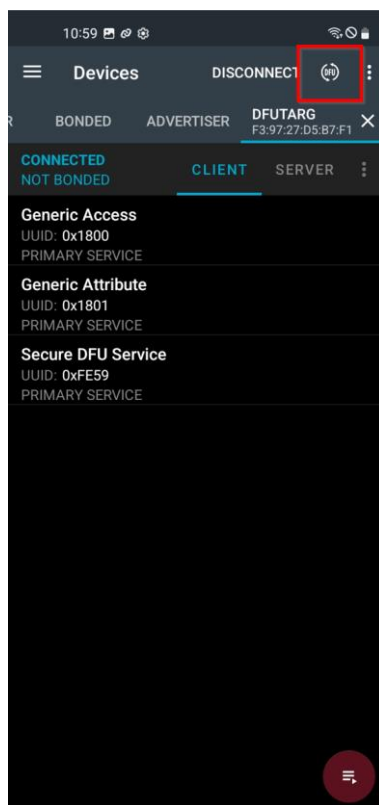 10:59
Devices DISCONNECT DFU
R BONDED ADVERTISER DFUTARG
F3:97:27:D5:B7:F1
CONNECTED
NOT BONDED CLIENT SERVER
Generic Access
UUID: 0x1800
PRIMARY SERVICE
Generic Attribute
UUID: 0x1801
PRIMARY SERVICE
Secure DFU Service
UUID: 0xFE59
PRIMARY SERVICE